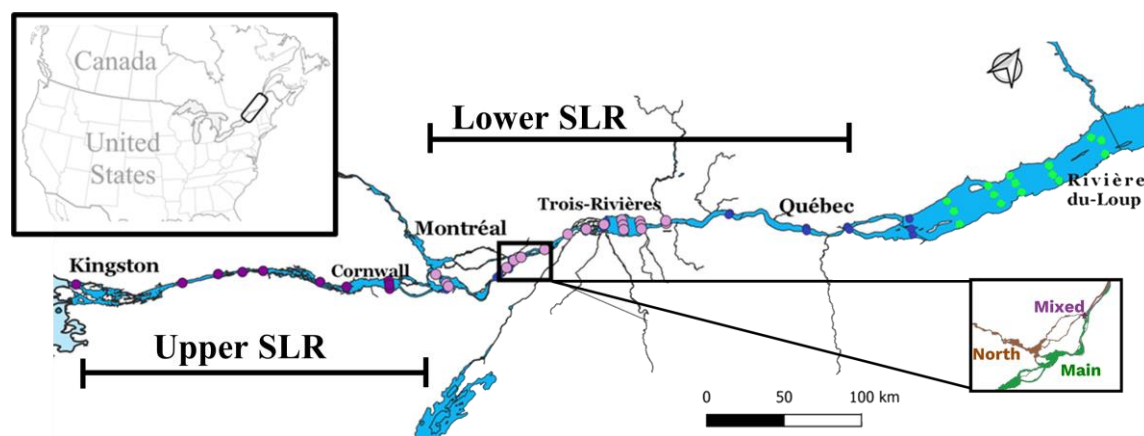 Canada
United
States
Lower SLR
Rivière
du-Loup
Trois-Rivières
Québec
Montréal
Kingston
Cornwall
Upper SLR
Mixed
North
Main
0 50 100 km